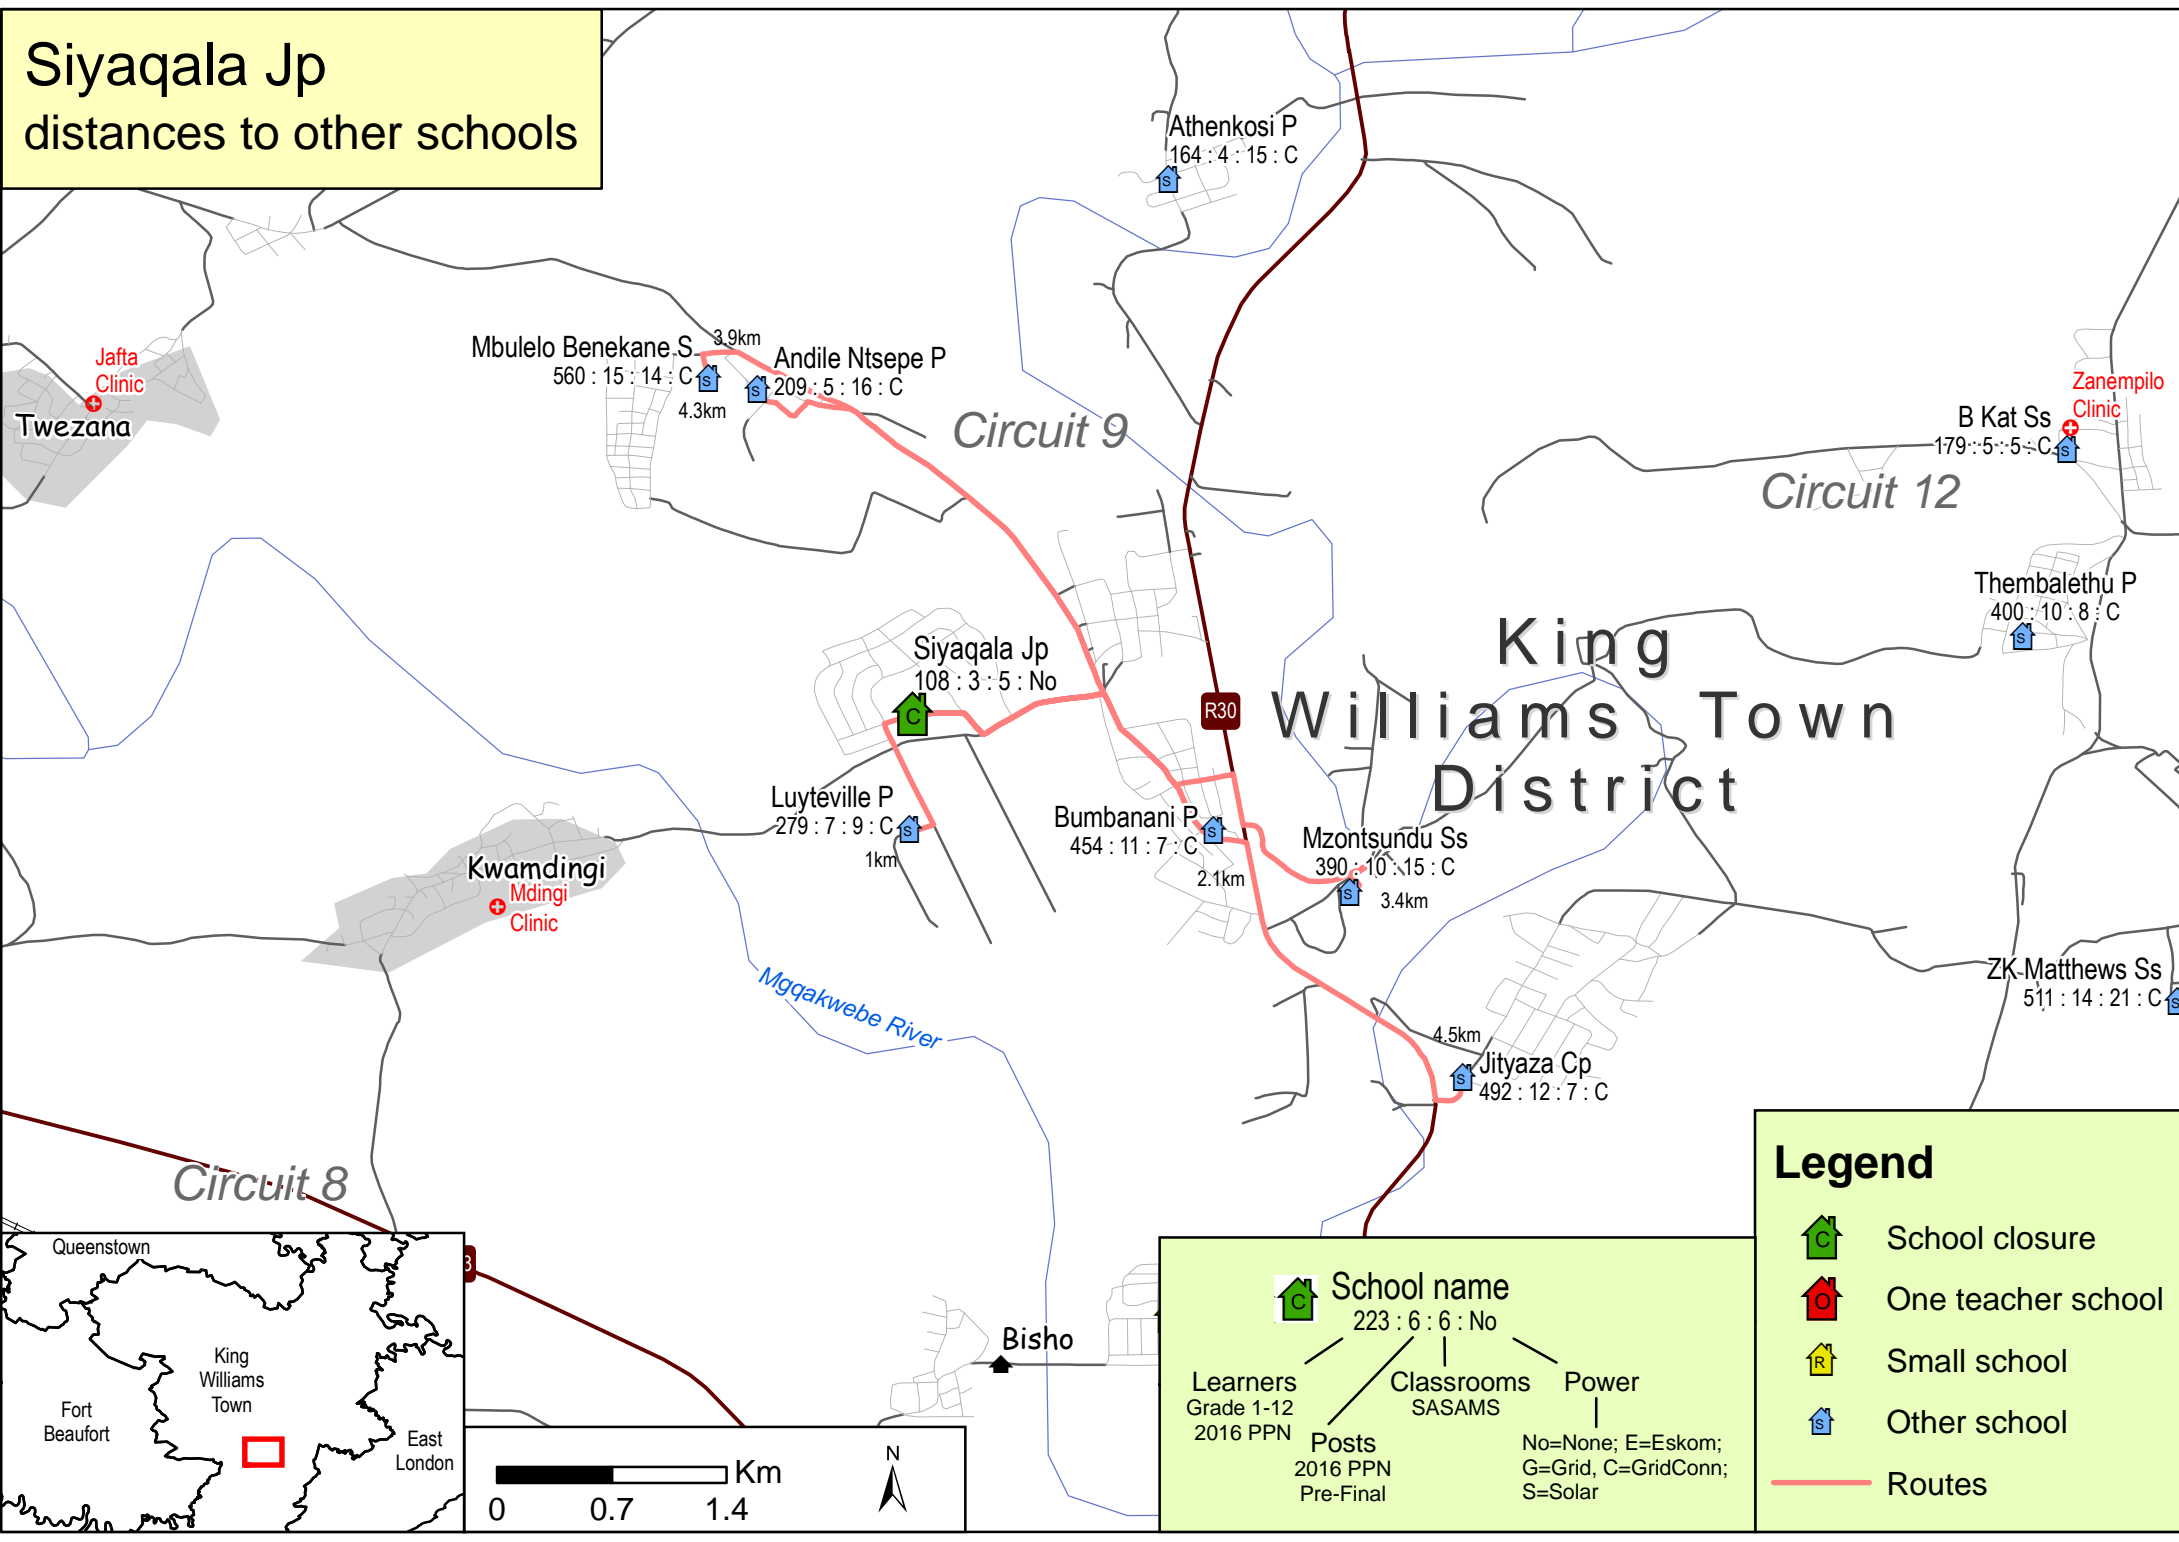 Siyaqala Jp
distances to other schools
Athenkosi P
164 : 4 : 15 : C
Mbulelo Benekane S
560 : 15 : 14 : C
3.9km
4.3km
Andile Ntsepe P
209 : 5 : 16 : C
Jafta
Clinic
Twezana
Circuit 9
Zanempilo
Clinic
B Kat Ss
179 : 5 : 5 : C
Circuit 12
Thembalethu P
400 : 10 : 8 : C
King
Williams Town
District
Siyaqala Jp
108 : 3 : 5 : No
C
R30
Luyteville P
279 : 7 : 9 : C
1km
Bumbanani P
454 : 11 : 7 : C
2.1km
Mzontsundu Ss
390 : 10 : 15 : C
3.4km
Kwamdingi
Mdingi
Clinic
Mgqakwebe River
ZK Matthews Ss
511 : 14 : 21 : C
4.5km
Jityaza Cp
492 : 12 : 7 : C
Circuit 8
3
Bisho
Queenstown
King
Williams
Town
Fort
Beaufort
East
London
Km
0 0.7 1.4
N
C School name
223 : 6 : 6 : No
Learners
Grade 1-12
2016 PPN
Posts
2016 PPN
Pre-Final
Classrooms
SASAMS
Power
No=None; E=Eskom;
G=Grid, C=GridConn;
S=Solar
Legend
C School closure
O One teacher school
R Small school
S Other school
Routes